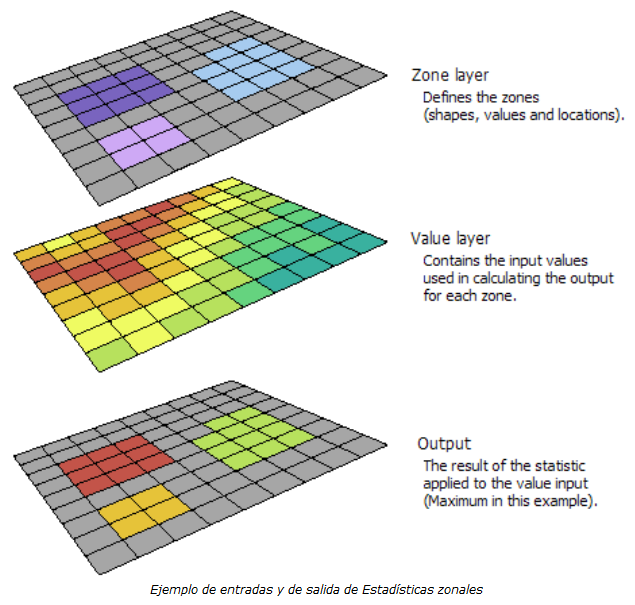 Zone layer
Defines the zones
(shapes, values and locations).
Value layer
Contains the input values
used in calculating the output
for each zone.
Output
The result of the statistic
applied to the value input
(Maximum in this example).
Ejemplo de entradas y de salida de Estadísticas zonales